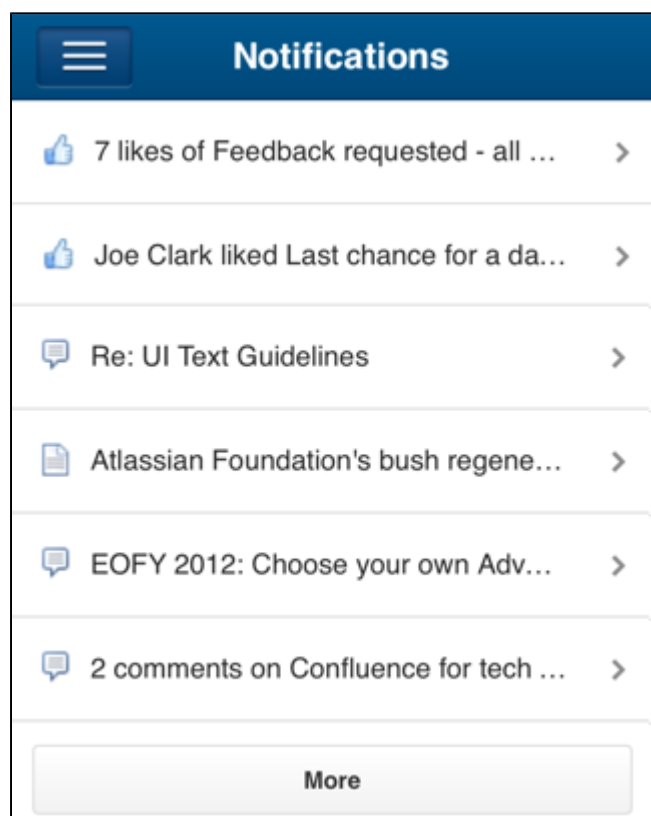 Notifications
7 likes of Feedback requested - all ...
Joe Clark liked Last chance for a da...
Re: UI Text Guidelines
Atlassian Foundation's bush regene...
EOFY 2012: Choose your own Adv...
2 comments on Confluence for tech ...
More